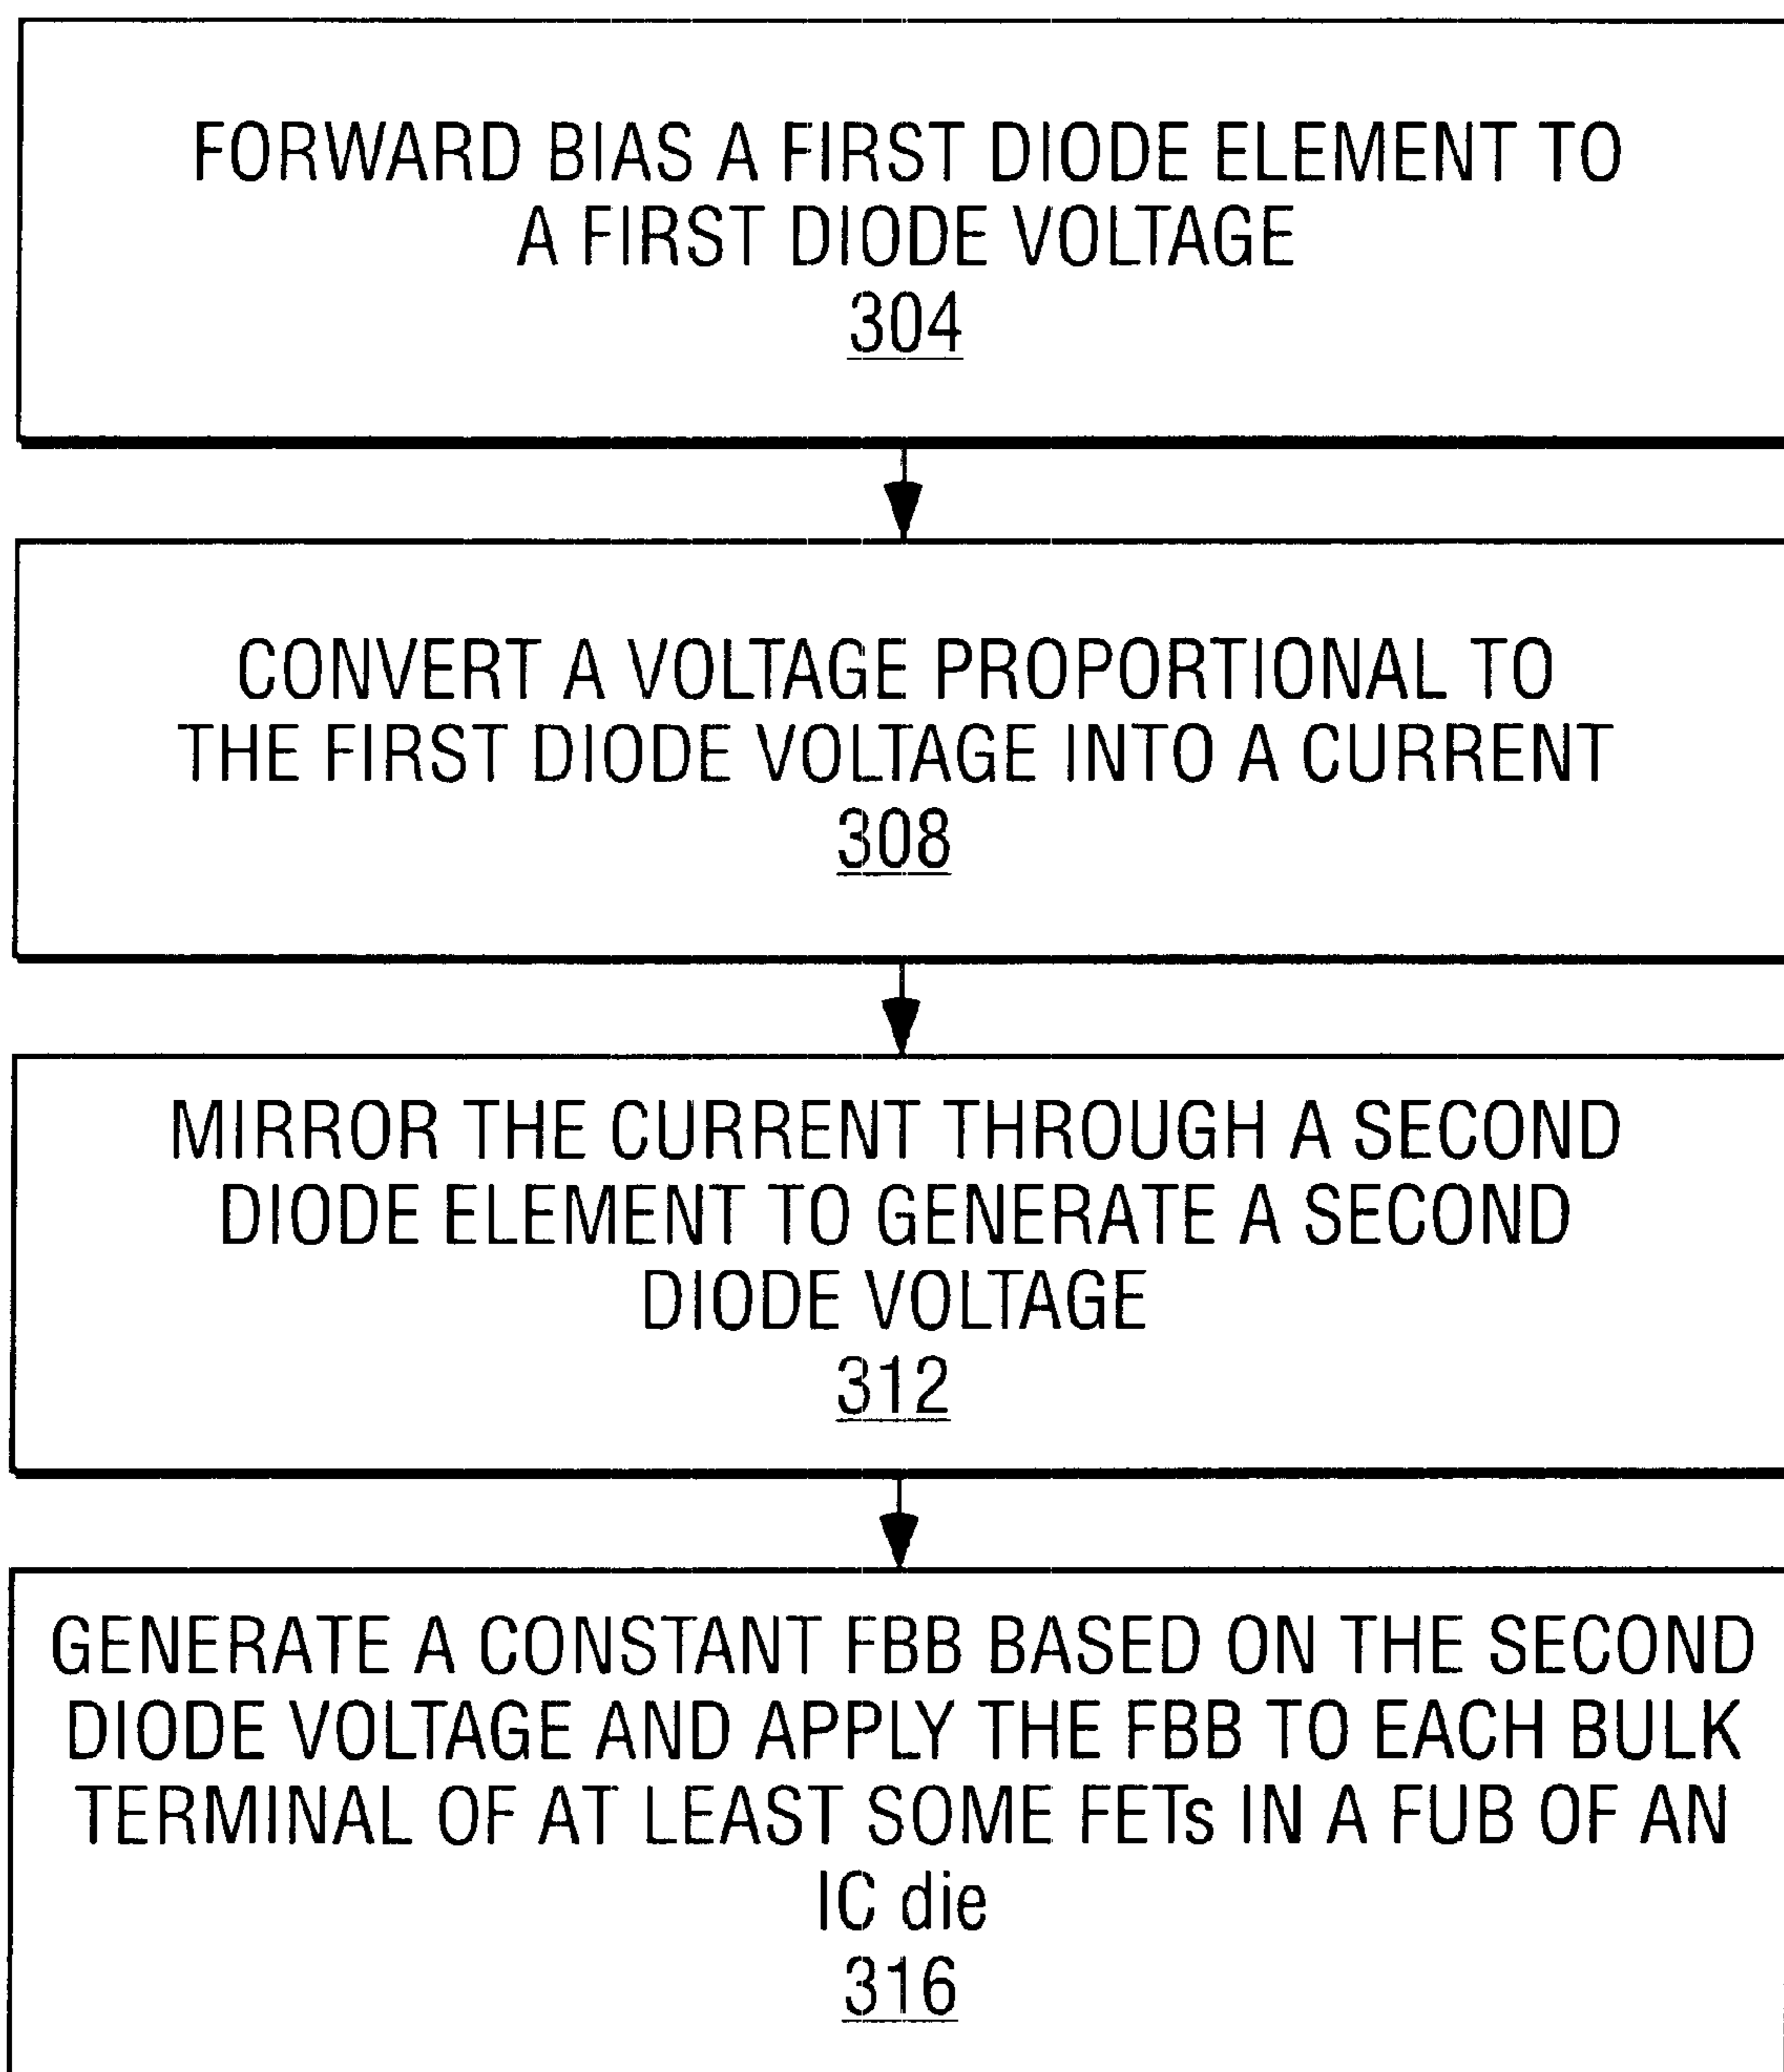 FORWARD BIAS A FIRST DIODE ELEMENT TO
A FIRST DIODE VOLTAGE
304
CONVERT A VOLTAGE PROPORTIONAL TO
THE FIRST DIODE VOLTAGE INTO A CURRENT
308
MIRROR THE CURRENT THROUGH A SECOND
DIODE ELEMENT TO GENERATE A SECOND
DIODE VOLTAGE
312
GENERATE A CONSTANT FBB BASED ON THE SECOND
DIODE VOLTAGE AND APPLY THE FBB TO EACH BULK
TERMINAL OF AT LEAST SOME FETs IN A FUB OF AN
IC die
316